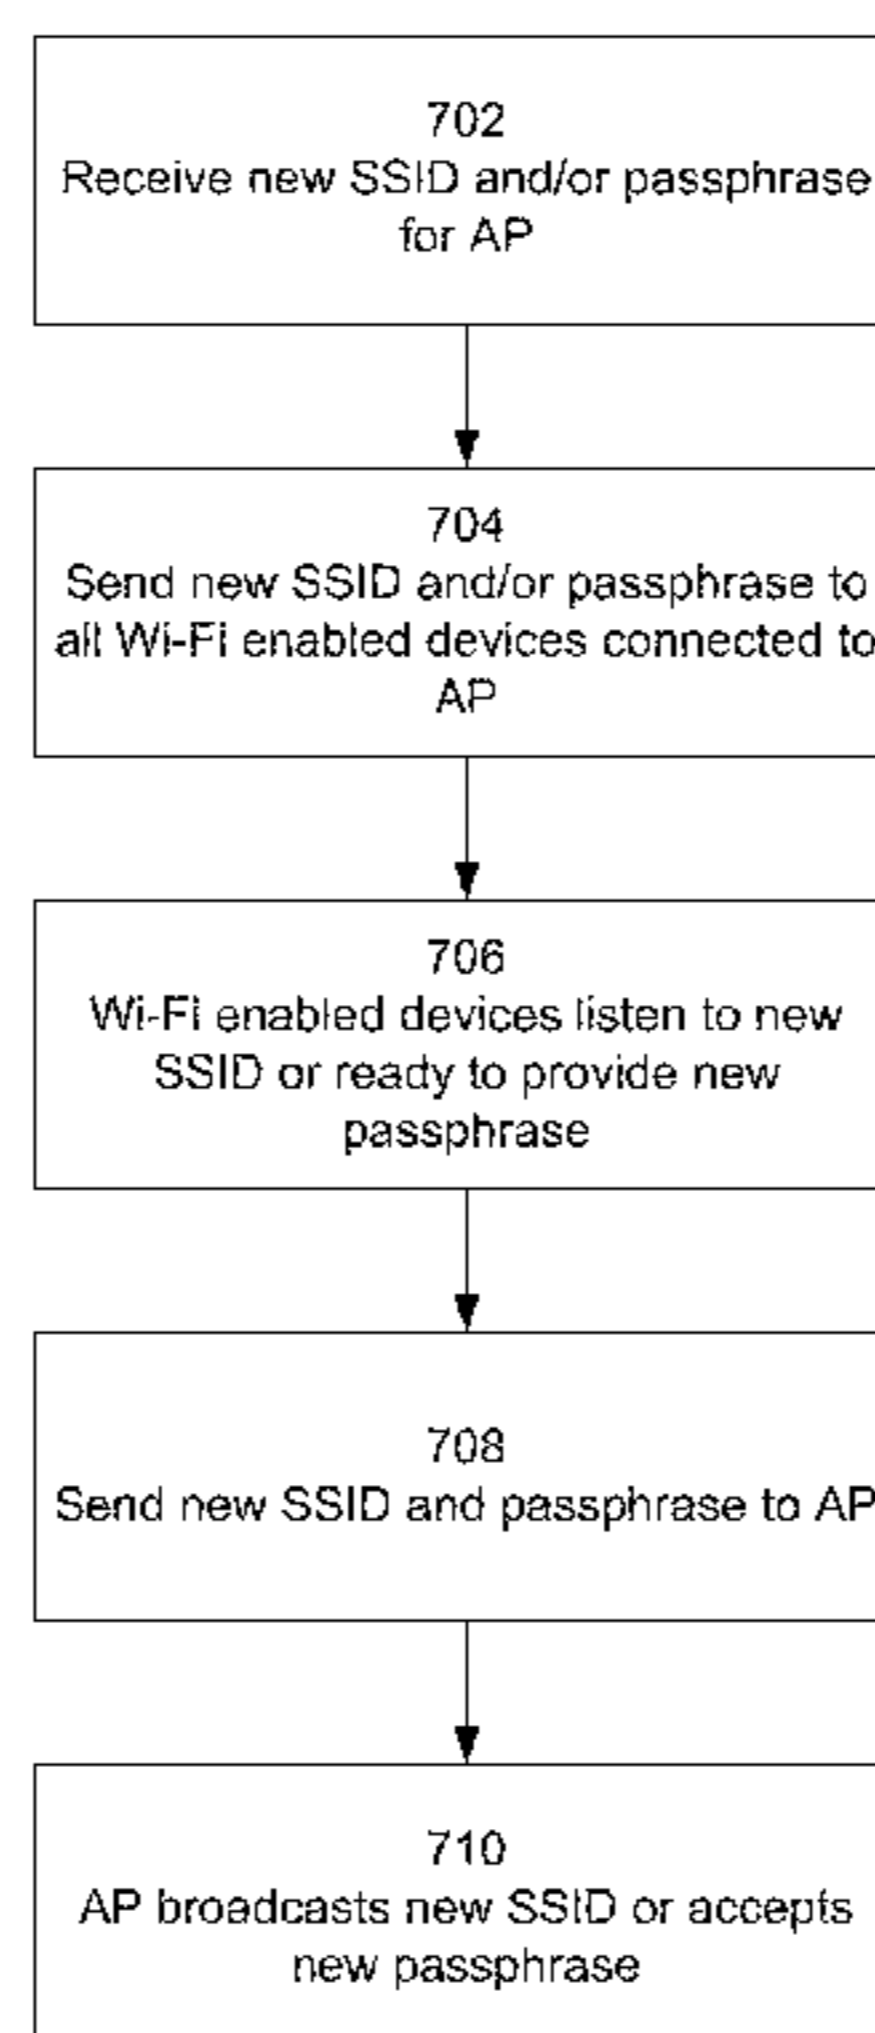 702
Receive new SSID and/or passphrase
for AP
704
Send new SSID and/or passphrase to
all Wi-Fi enabled devices connected to
AP
706
Wi-Fi enabled devices listen to new
SSID or ready to provide new
passphrase
708
Send new SSID and passphrase to AP
710
AP broadcasts new SSID or accepts
new passphrase